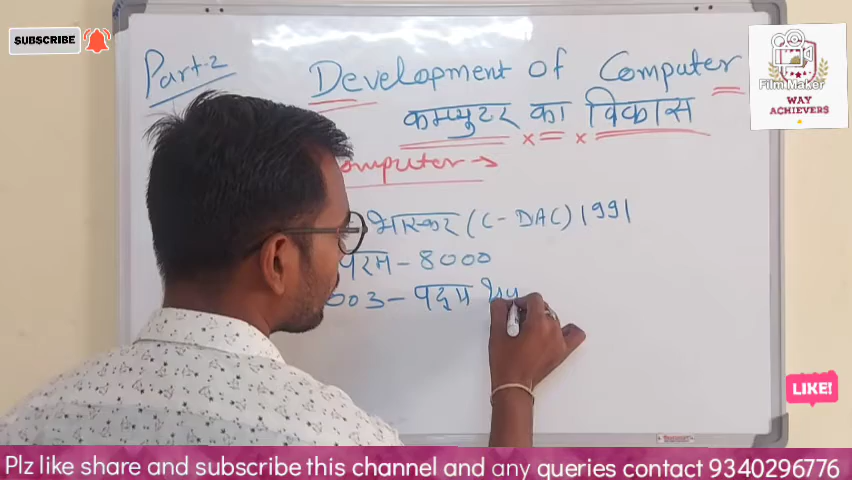 SUBSCRIBE
Part-2
Development of Computer
कम्प्युटर का विकास
omputer →
भास्कर (C-DAC) 1991
परम - 8000
003 - पदम
FilmMaker
WAY
ACHIEVERS
LIKE!
Plz like share and subscribe this channel and any queries contact 9340296776